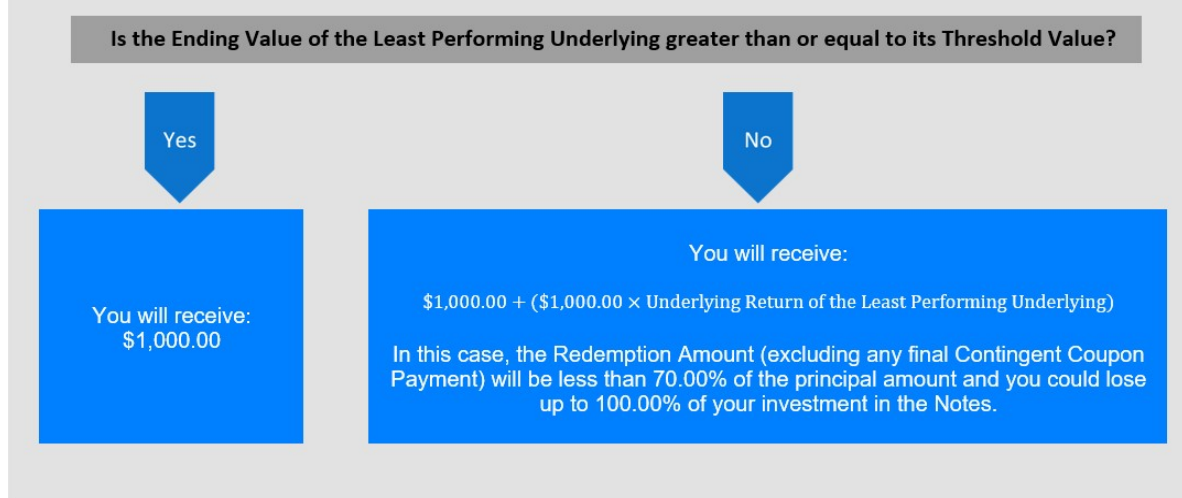 Is the Ending Value of the Least Performing Underlying greater than or equal to its Threshold Value?
Yes
No
You will receive:
$1,000.00
You will receive:
$1,000.00 + ($1,000.00 × Underlying Return of the Least Performing Underlying)
In this case, the Redemption Amount (excluding any final Contingent Coupon
Payment) will be less than 70.00% of the principal amount and you could lose
up to 100.00% of your investment in the Notes.